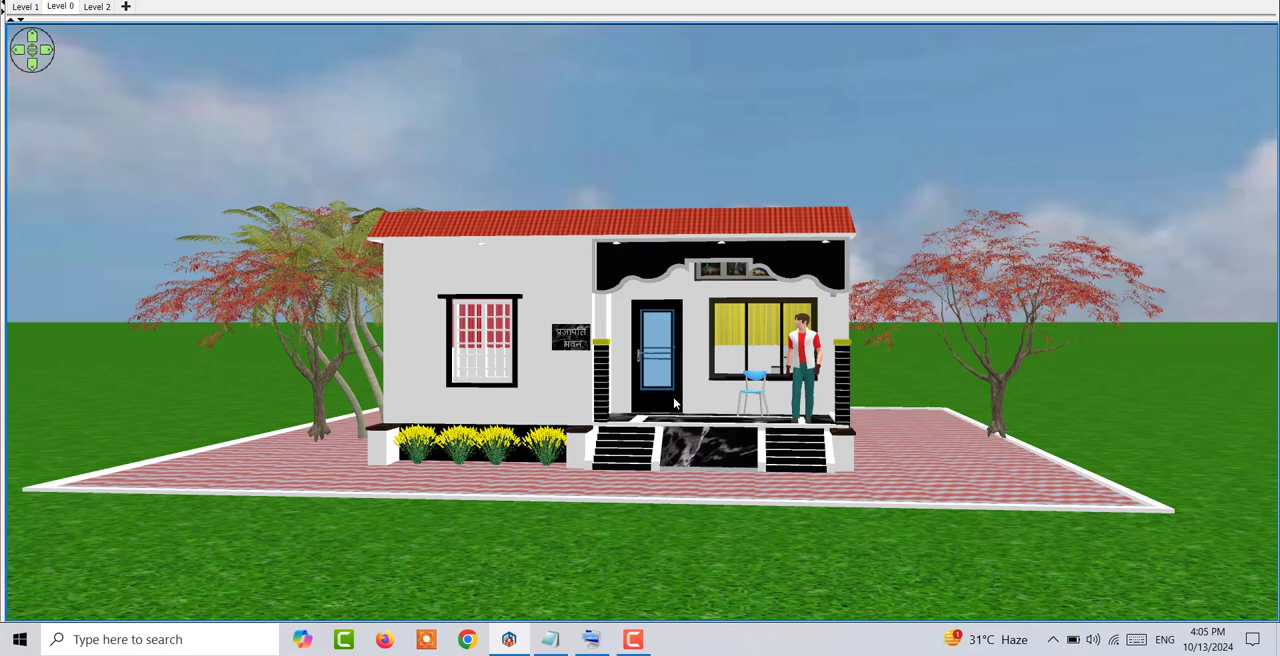 Level 1 Level 0 Level 2
प्रजापति
भवन
Type here to search
1
31°C Haze
ENG
4:05 PM
10/13/2024